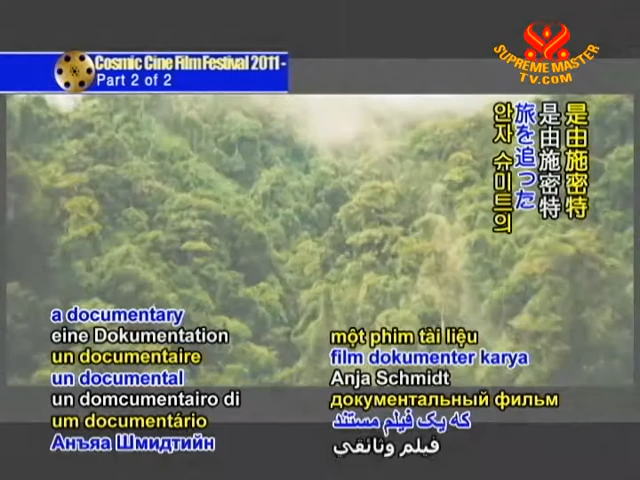 Cosmic Cine Film Festival 2011 -
Part 2 of 2
SUPREME MASTER
TV.COM
是由施密特
是由施密特
旅を追った
안자 슈미트의
a documentary
eine Dokumentation
un documentaire
un documental
un domcumentairo di
um documentário
Анъяа Шмидтийн
một phim tài liệu
film dokumenter karya
Anja Schmidt
документальный фильм
که یک فیلم مستند
فيلم وثائقي